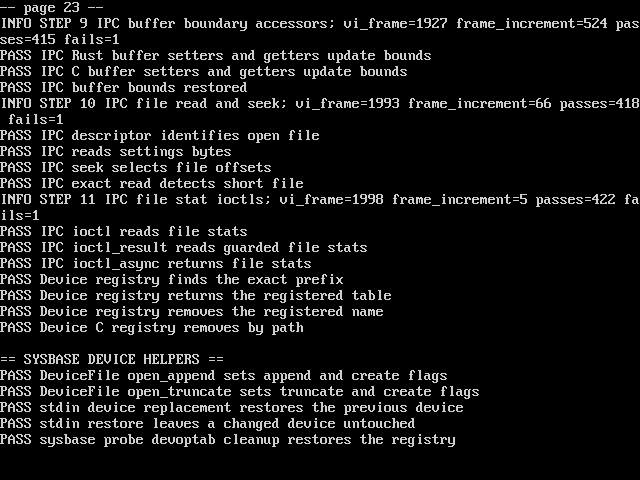 -- page 23 --
INFO STEP 9 IPC buffer boundary accessors; vi_frame=1927 frame_increment=524 pas
ses=415 fails=1
PASS IPC Rust buffer setters and getters update bounds
PASS IPC C buffer setters and getters update bounds
PASS IPC buffer bounds restored
INFO STEP 10 IPC file read and seek; vi_frame=1993 frame_increment=66 passes=418
 fails=1
PASS IPC descriptor identifies open file
PASS IPC reads settings bytes
PASS IPC seek selects file offsets
PASS IPC exact read detects short file
INFO STEP 11 IPC file stat ioctls; vi_frame=1998 frame_increment=5 passes=422 fa
ils=1
PASS IPC ioctl reads file stats
PASS IPC ioctl_result reads guarded file stats
PASS IPC ioctl_async returns file stats
PASS Device registry finds the exact prefix
PASS Device registry returns the registered table
PASS Device registry removes the registered name
PASS Device C registry removes by path

== SYSBASE DEVICE HELPERS ==
PASS DeviceFile open_append sets append and create flags
PASS DeviceFile open_truncate sets truncate and create flags
PASS stdin device replacement restores the previous device
PASS stdin restore leaves a changed device untouched
PASS sysbase probe devoptab cleanup restores the registry